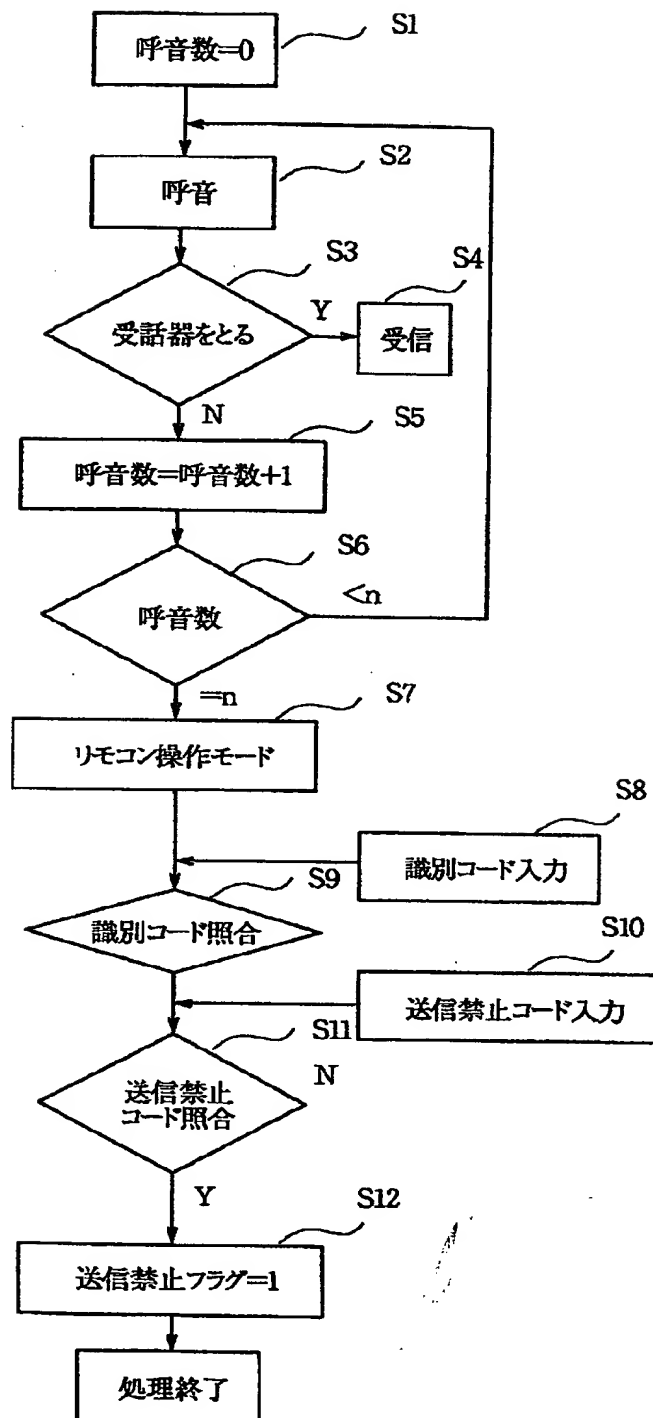 呼音数=0
S1
呼音
S2
受話器をとる
S3
Y
受信
S4
N
呼音数=呼音数+1
S5
呼音数
S6
<n
=n
リモコン操作モード
S7
識別コード入力
S8
識別コード照合
S9
送信禁止コード入力
S10
送信禁止
コード照合
S11
N
Y
送信禁止フラグ=1
S12
処理終了